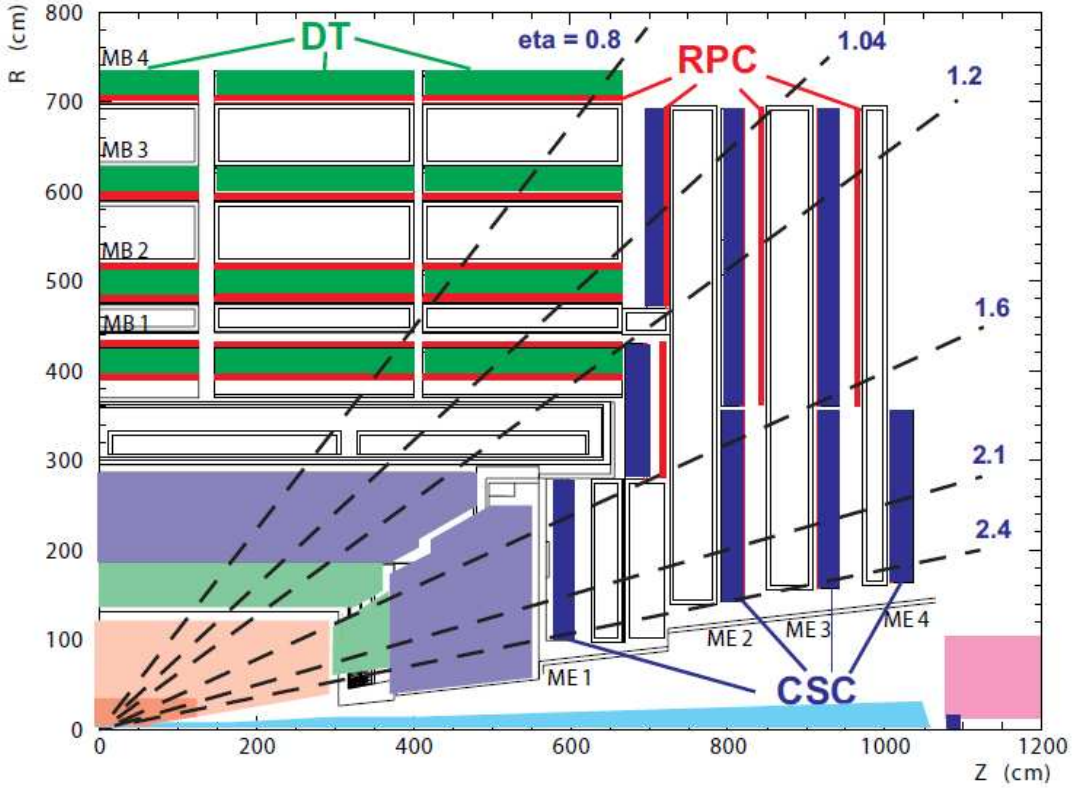 800
R (cm)
DT
eta = 0.8
1.04
MB 4
RPC
1.2
700
MB 3
600
MB 2
500
1.6
MB 1
400
300
2.1
2.4
200
100
ME 2
ME 3
ME 4
ME 1
CSC
0
0
200
400
600
800
1000
1200
Z (cm)